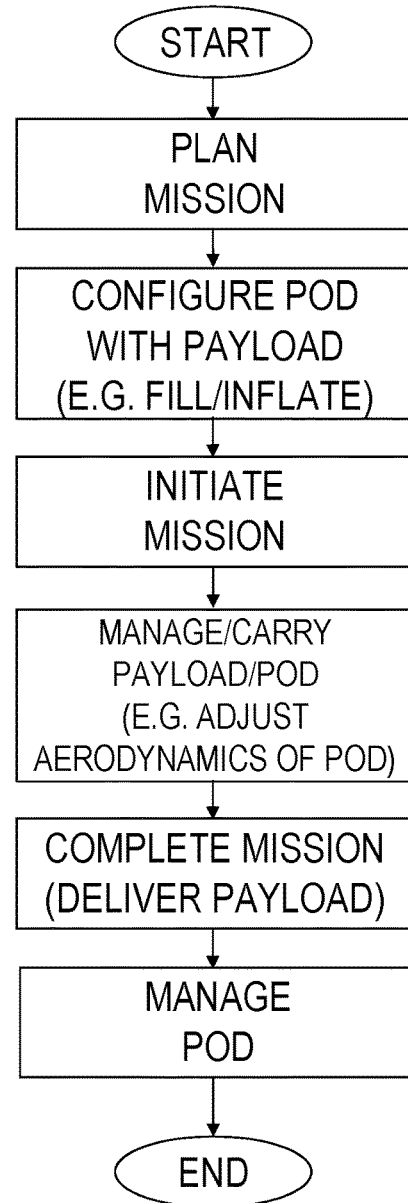 START
PLAN
MISSION
CONFIGURE POD
WITH PAYLOAD
(E.G. FILL/INFLATE)
INITIATE
MISSION
MANAGE/CARRY
PAYLOAD/POD
(E.G. ADJUST
AERODYNAMICS OF POD)
COMPLETE MISSION
(DELIVER PAYLOAD)
MANAGE
POD
END